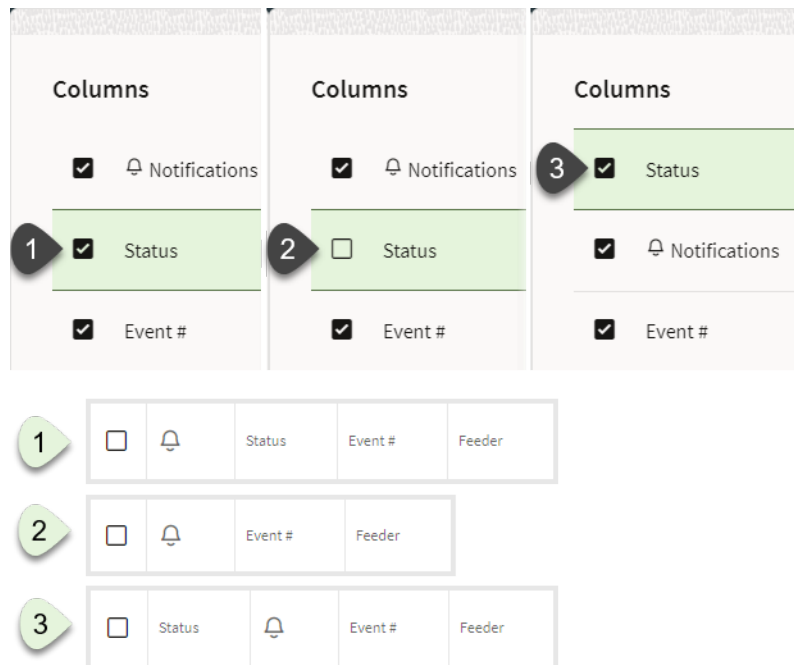 Columns Columns Columns
Notifications Notifications 3 Status
1 Status 2 Status Notifications
Event # Event # Event #
1 Status Event # Feeder
2 Event # Feeder
3 Status Event # Feeder